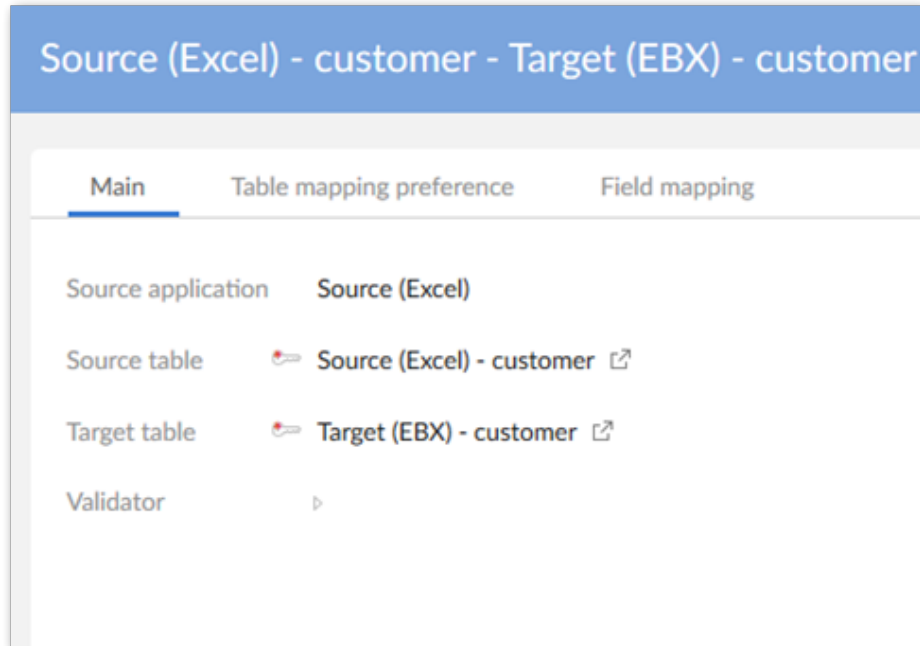 Source (Excel) - customer - Target (EBX) - customer
Main Table mapping preference Field mapping
Source application Source (Excel)
Source table Source (Excel) - customer
Target table Target (EBX) - customer
Validator